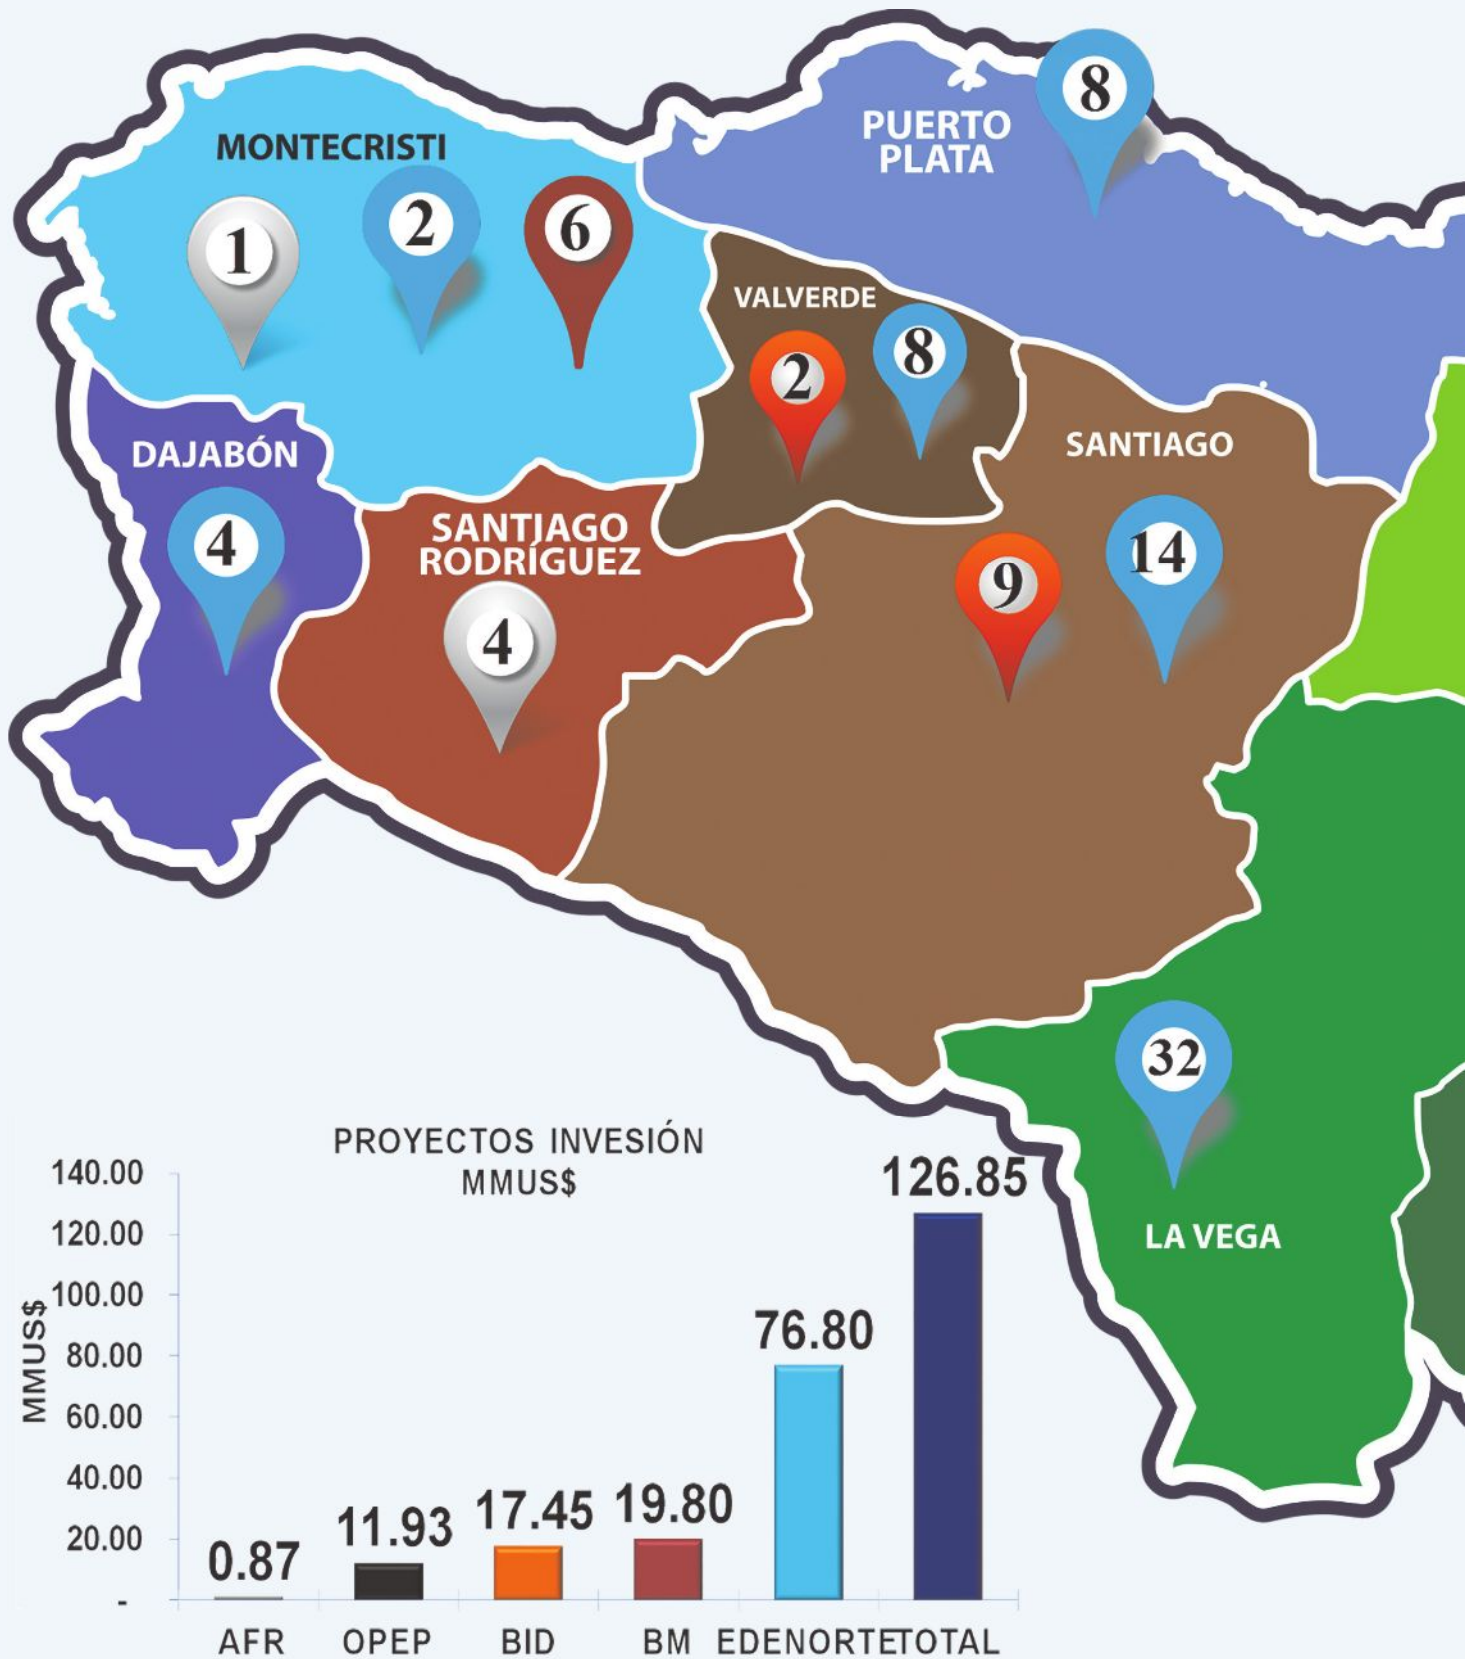 8
PUERTO
PLATA
MONTECRISTI
1
2
6
VALVERDE
2
8
SANTIAGO
DAJABÓN
4
SANTIAGO
RODRÍGUEZ
4
9
14
32
LA VEGA
PROYECTOS INVESIÓN
MMUS$
MMUS$
140.00
120.00
100.00
80.00
60.00
40.00
20.00
-
0.87
11.93
17.45
19.80
76.80
126.85
AFR OPEP BID BM EDENORTE TOTAL